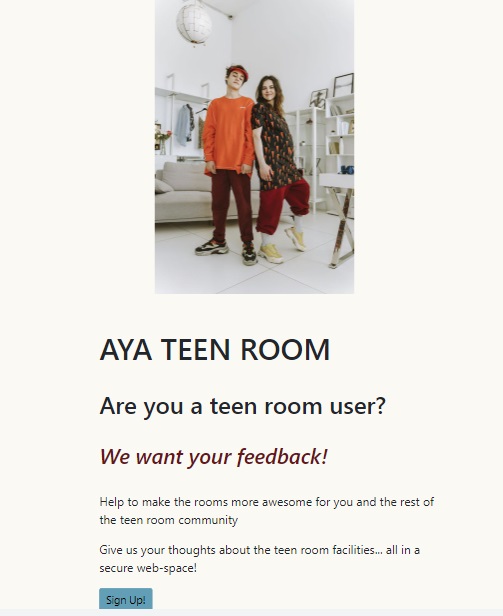 AYA TEEN ROOM
Are you a teen room user?
We want your feedback!
Help to make the rooms more awesome for you and the rest of
the teen room community
Give us your thoughts about the teen room facilities... all in a
secure web-space!
Sign Up!